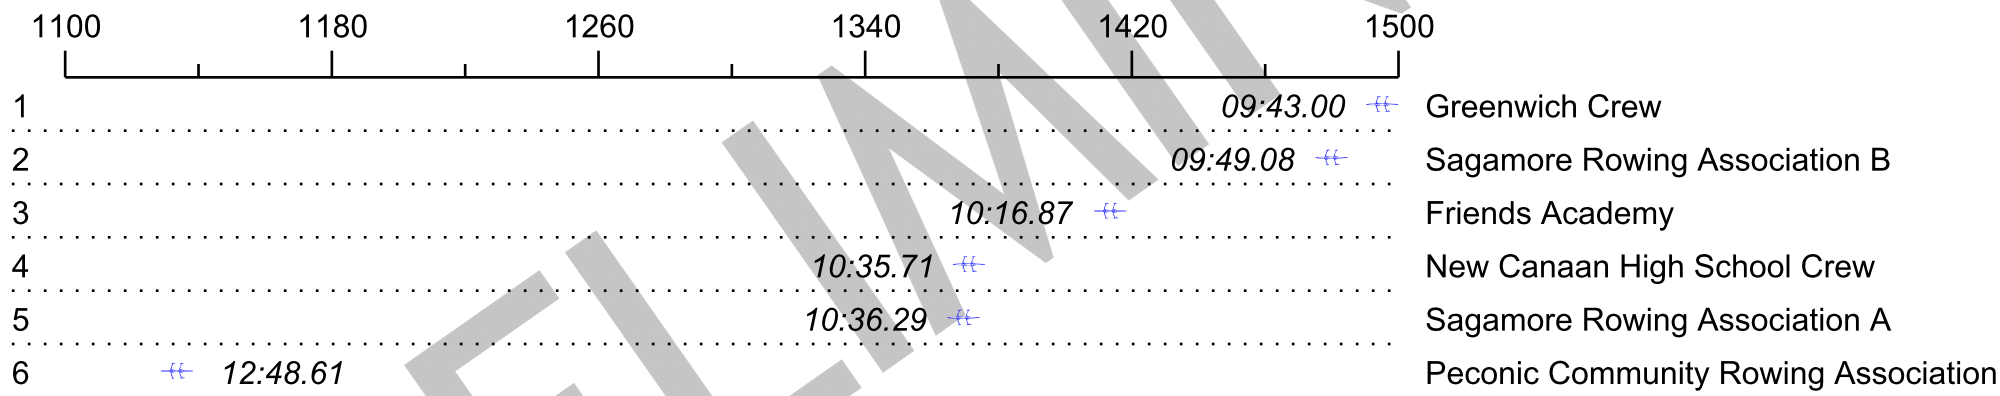 1100 1180 1260 1340 1420 1500
1 09:43.00 Greenwich Crew
2 09:49.08 Sagamore Rowing Association B
3 10:16.87 Friends Academy
4 10:35.71 New Canaan High School Crew
5 10:36.29 Sagamore Rowing Association A
6 12:48.61 Peconic Community Rowing Association